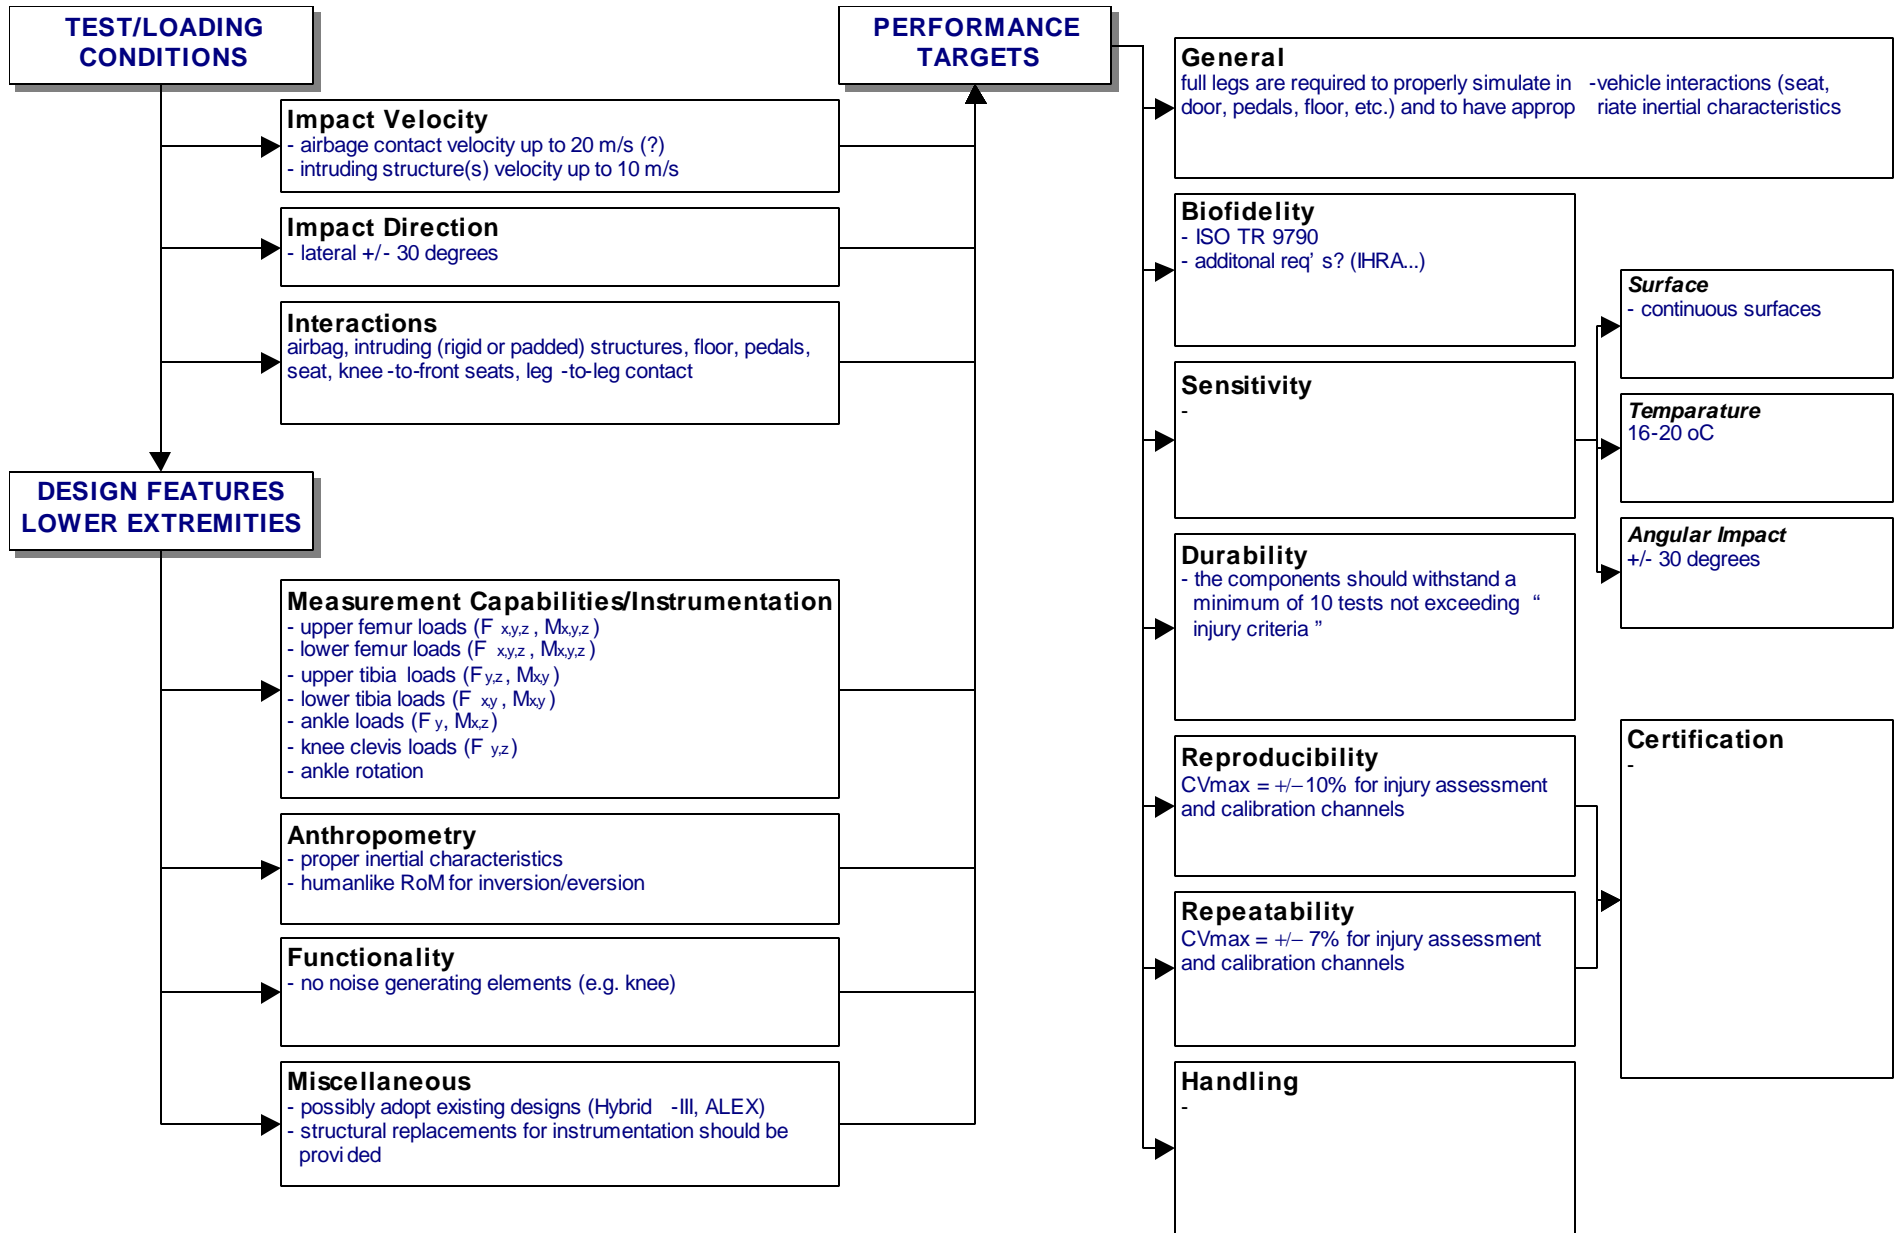 TEST/LOADING
CONDITIONS
Impact Velocity
- airbage contact velocity up to 20 m/s (?)
- intruding structure(s) velocity up to 10 m/s
Impact Direction
- lateral +/- 30 degrees
Interactions
airbag, intruding (rigid or padded) structures, floor, pedals,
seat, knee -to-front seats, leg -to-leg contact
DESIGN FEATURES
LOWER EXTREMITIES
Measurement Capabilities/Instrumentation
- upper femur loads (F x,y,z , Mx,y,z )
- lower femur loads (F x,y,z , Mx,y,z )
- upper tibia loads (F y,z , Mx,y )
- lower tibia loads (F x,y , Mx,y )
- ankle loads (F y, Mx,z )
- knee clevis loads (F y,z )
- ankle rotation
Anthropometry
- proper inertial characteristics
- humanlike RoM for inversion/eversion
Functionality
- no noise generating elements (e.g. knee)
Miscellaneous
- possibly adopt existing designs (Hybrid -III, ALEX)
- structural replacements for instrumentation should be
provi ded
PERFORMANCE
TARGETS
General
full legs are required to properly simulate in -vehicle interactions (seat,
door, pedals, floor, etc.) and to have approp riate inertial characteristics
Biofidelity
- ISO TR 9790
- additonal req' s? (IHRA...)
Sensitivity
-
Surface
- continuous surfaces
Temparature
16-20 oC
Angular Impact
+/- 30 degrees
Durability
- the components should withstand a
minimum of 10 tests not exceeding “
injury criteria ”
Reproducibility
CVmax = +/−10% for injury assessment
and calibration channels
Repeatability
CVmax = +/− 7% for injury assessment
and calibration channels
Certification
-
Handling
-